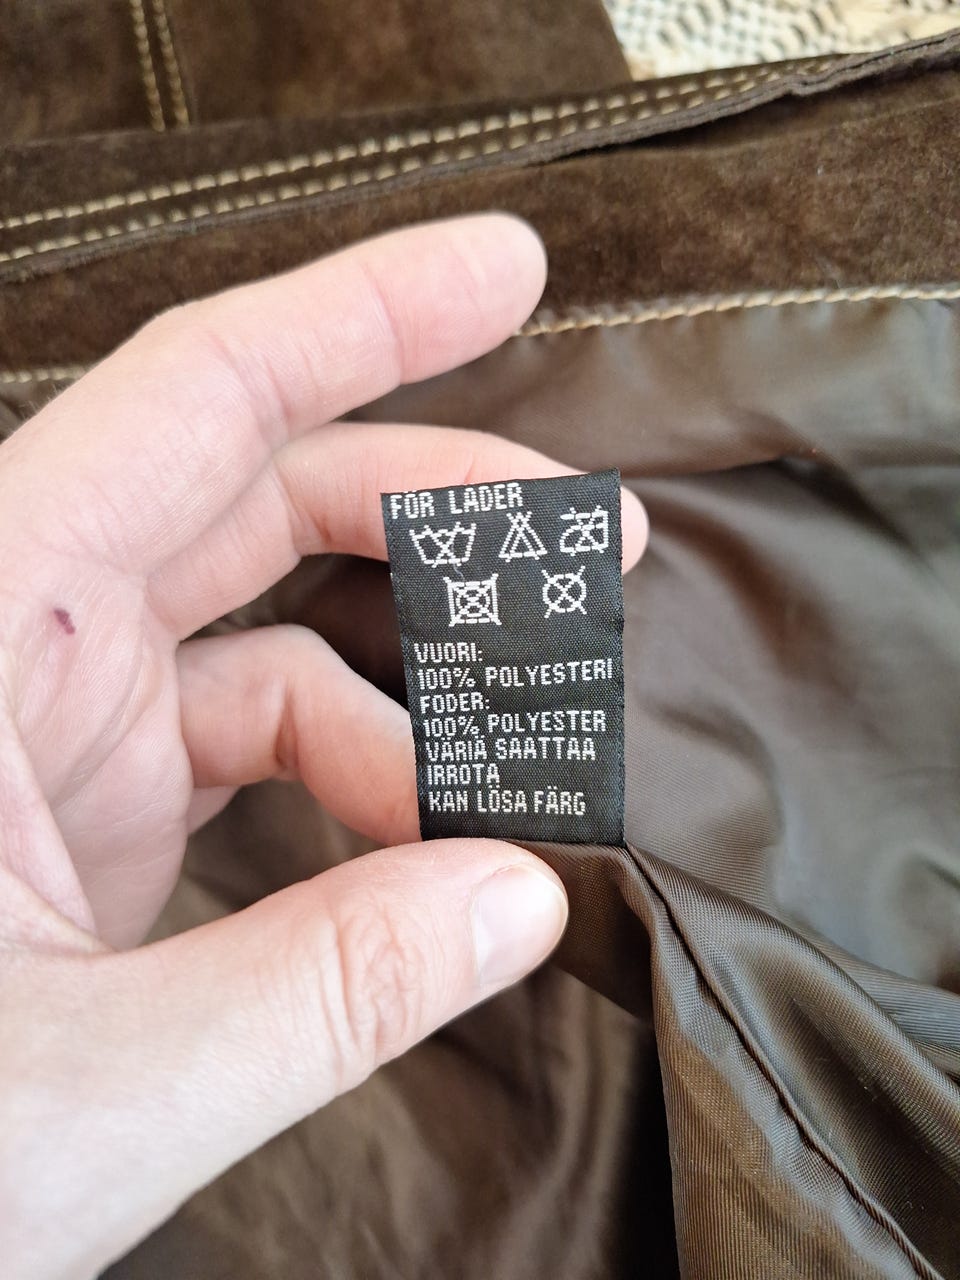 FÖR LÄDER
VUORI:
100% POLYESTERI
FODER:
100% POLYESTER
VÄRIÄ SAATTAA
IRROTA
KAN LÖSA FÄRG